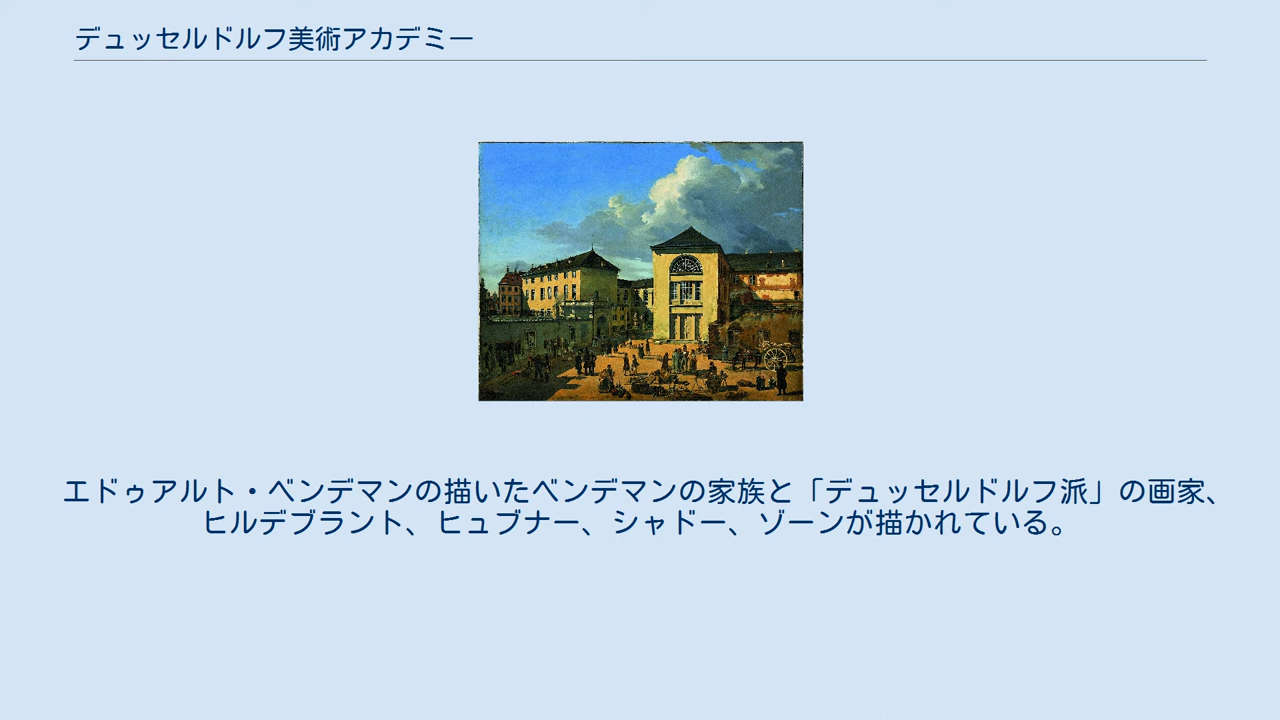 デュッセルドルフ美術アカデミー
エドゥアルト・ベンデマンの描いたベンデマンの家族と「デュッセルドルフ派」の画家、
ヒルデブラント、ヒュブナー、シャドー、ゾーンが描かれている。